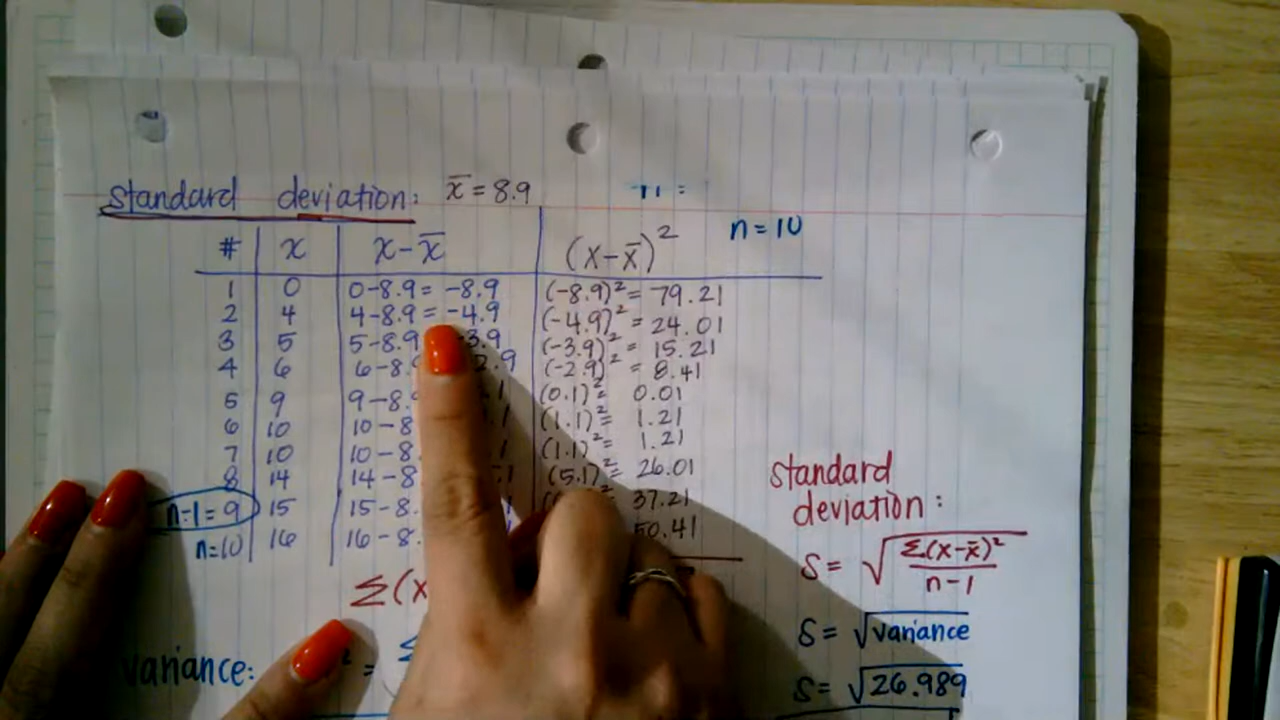 standard deviation: x̄ = 8.9
n = 10
# x x-x̄ (x-x̄)²
1 0 0-8.9= -8.9 (-8.9)² = 79.21
2 4 4-8.9 = -4.9 (-4.9)² = 24.01
3 5 5-8.9 3.9 (-3.9)² = 15.21
4 6 6-8. 2.9 (-2.9)² = 8.41
5 9 9-8. (0.1)² = 0.01
6 10 10-8 (1.1)² = 1.21
7 10 10-8. (1.1)² = 1.21
8 14 14-8. (5.1)² = 26.01
n-1=9 15 15-8. 37.21
n=10 16 16-8. 50.41
Σ(x
variance: ² =
standard
deviation:
s = √Σ(x-x̄)²
n-1
s = √variance
s = √26.989